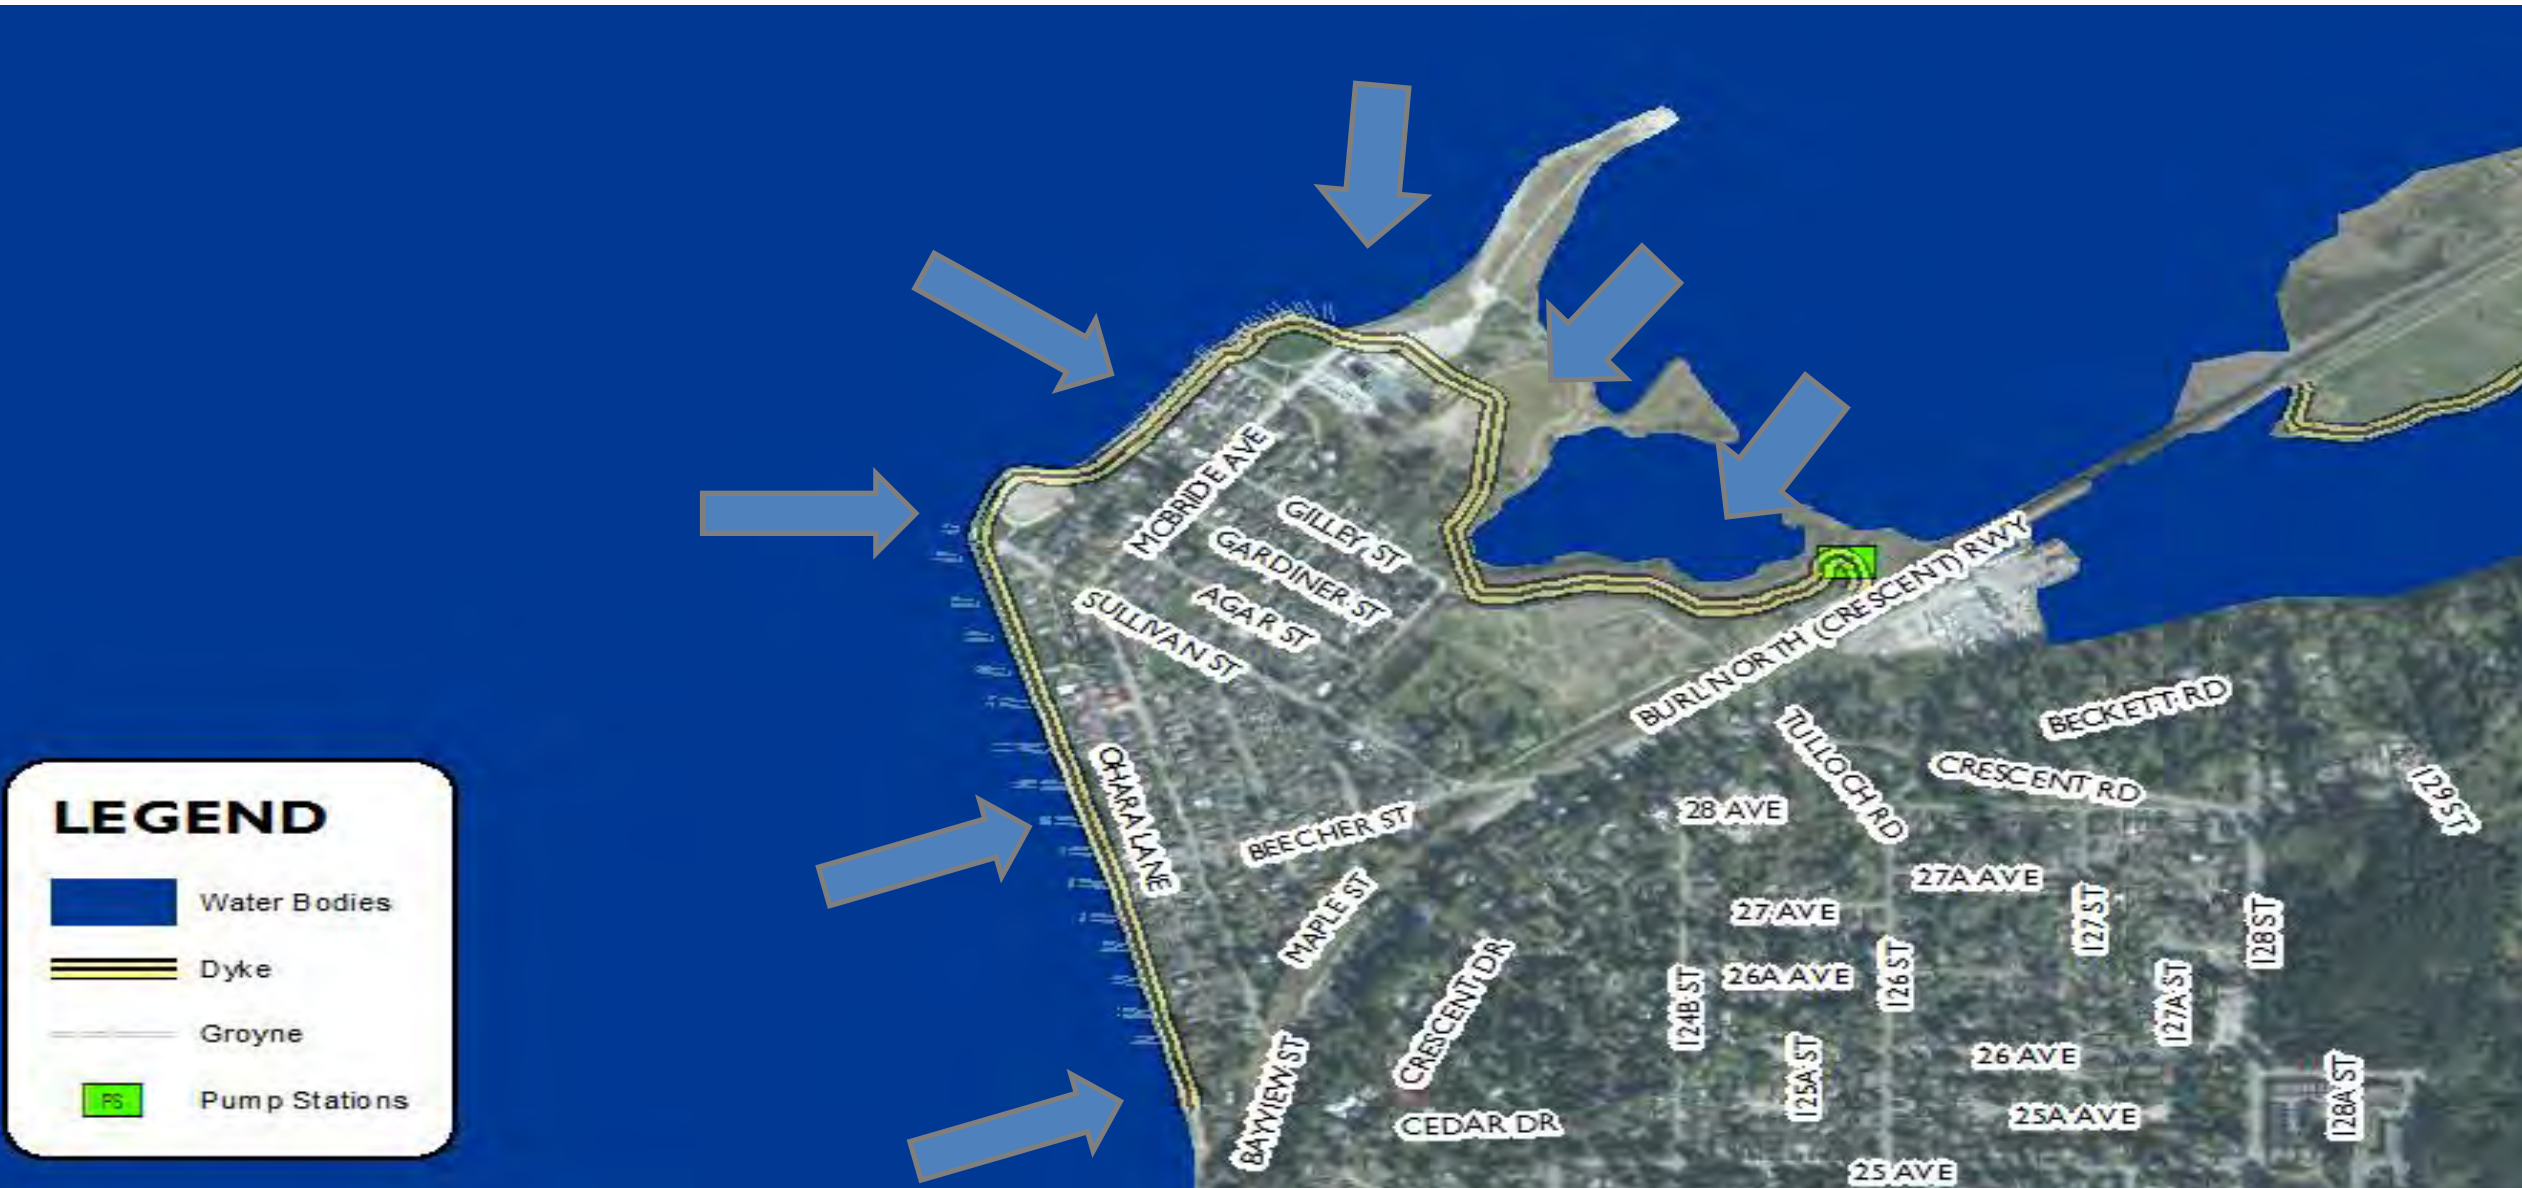 MCBRIDE AVE
GILLEY ST
GARDINER ST
AGAR ST
SULLIVAN ST
BURL NORTH (CRESCENT) RWY
BECKETT RD
TULLOCH RD
CRESCENT RD
129 ST
OHARA LANE
28 AVE
BEECHER ST
27A AVE
MAPLE ST
27 AVE
127 ST
128 ST
CRESCENT DR
26A AVE
126 ST
124B ST
127A ST
26 AVE
125A ST
BAYVIEW ST
CEDAR DR
25A AVE
128A ST
25 AVE
LEGEND
Water Bodies
Dyke
Groyne
PS Pump Stations